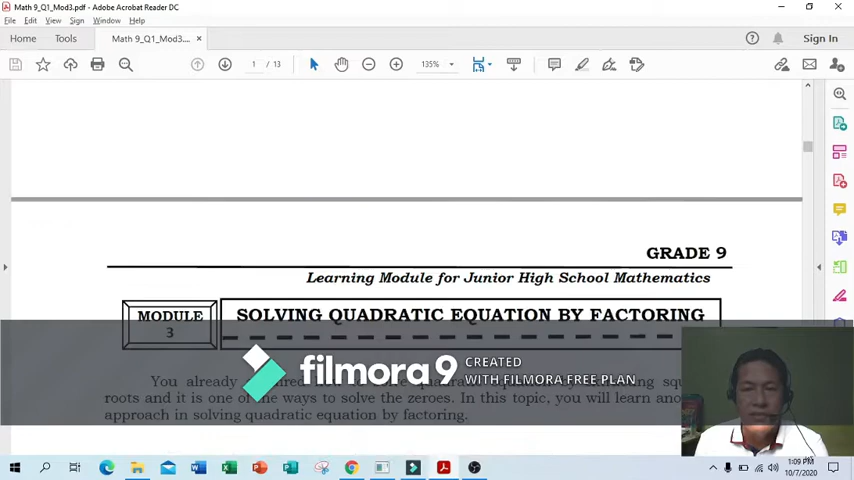 Math 9_Q1_Mod3.pdf - Adobe Acrobat Reader DC
File Edit View Sign Window Help
Home Tools Math 9_Q1_Mod3.... × Sign In
1 / 13 135%
GRADE 9
Learning Module for Junior High School Mathematics
MODULE 3
SOLVING QUADRATIC EQUATION BY FACTORING
filmora9 CREATED WITH FILMORA FREE PLAN
You already
roots and it is one of the ways to solve the zeroes. In this topic, you will learn
approach in solving quadratic equation by factoring.
1:09 PM
10/7/2020